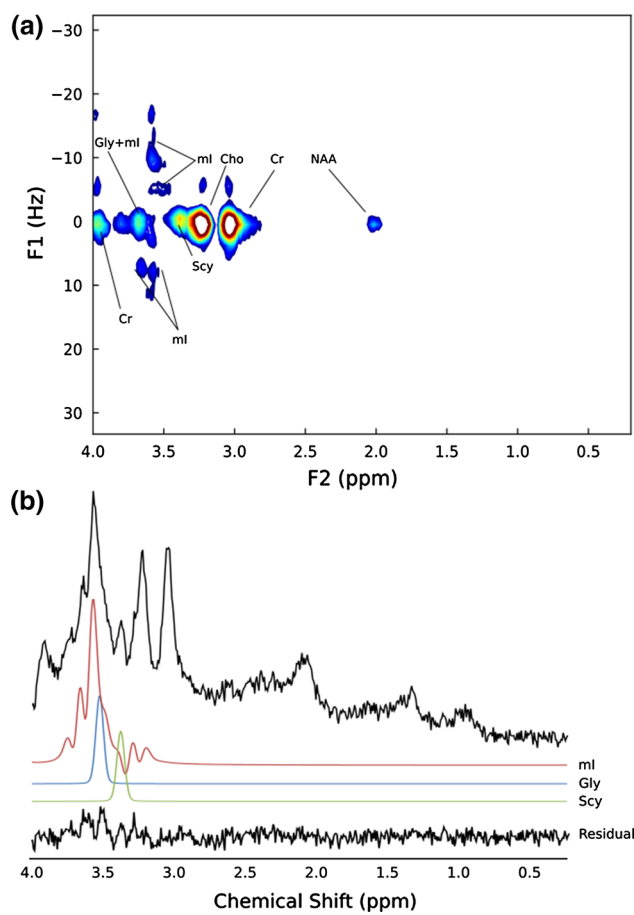 (a)
−30
−20
−10
0
10
20
30
F1 (Hz)
Gly+mI
mI
Cho
Cr
NAA
Scy
Cr
mI
4.0 3.5 3.0 2.5 2.0 1.5 1.0 0.5
F2 (ppm)
(b)
mI
Gly
Scy
Residual
4.0 3.5 3.0 2.5 2.0 1.5 1.0 0.5
Chemical Shift (ppm)